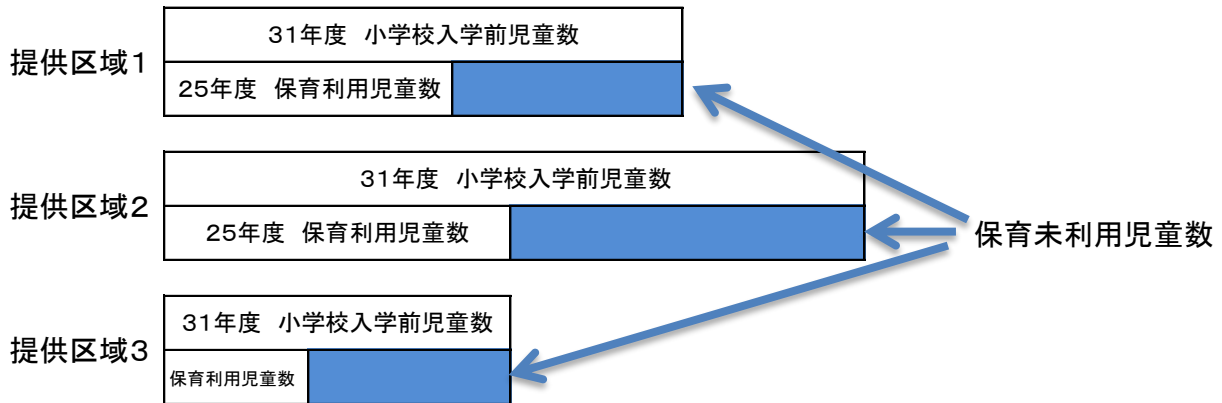 提供区域1
31年度 小学校入学前児童数
25年度 保育利用児童数
提供区域2
31年度 小学校入学前児童数
25年度 保育利用児童数
保育未利用児童数
提供区域3
31年度 小学校入学前児童数
保育利用児童数